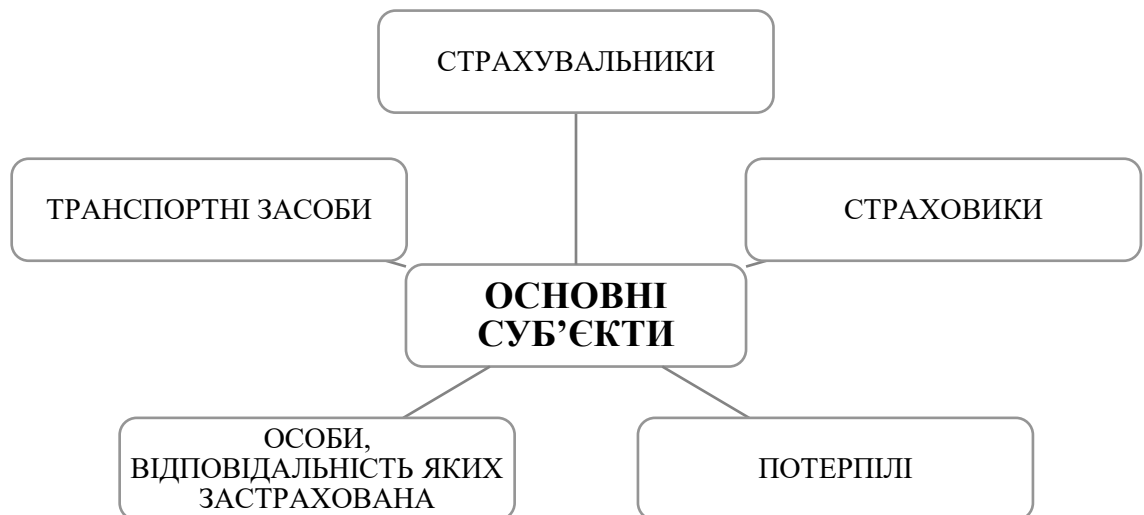 СТРАХУВАЛЬНИКИ
ТРАНСПОРТНІ ЗАСОБИ
СТРАХОВИКИ
ОСНОВНІ
СУБ’ЄКТИ
ОСОБИ,
ВІДПОВІДАЛЬНІСТЬ ЯКИХ
ЗАСТРАХОВАНА
ПОТЕРПІЛІ